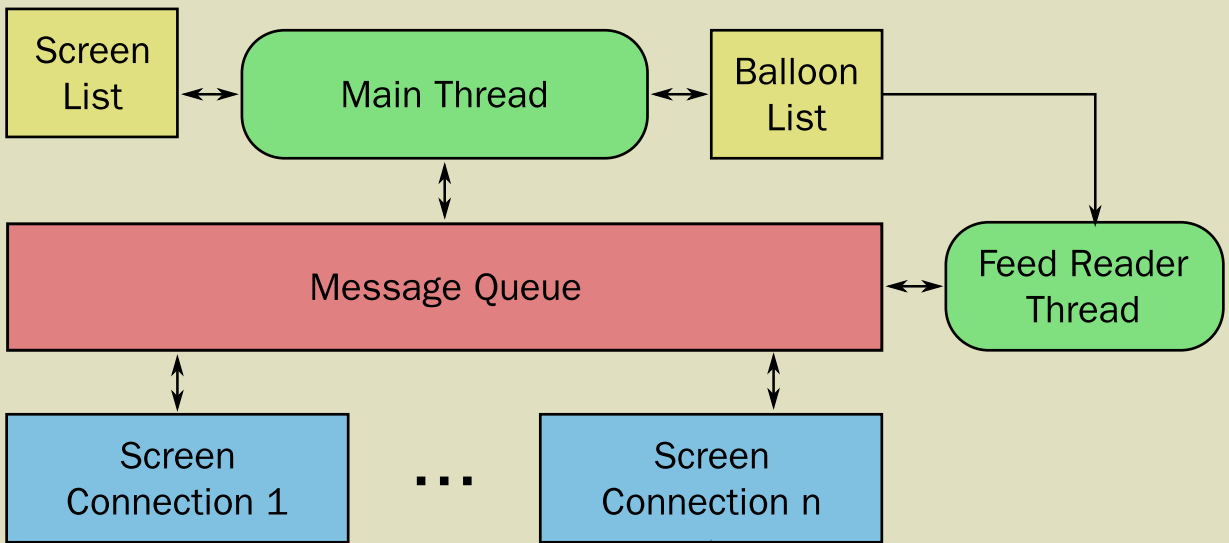 Screen
List
Main Thread
Balloon
List
Message Queue
Feed Reader
Thread
Screen
Connection 1
...
Screen
Connection n